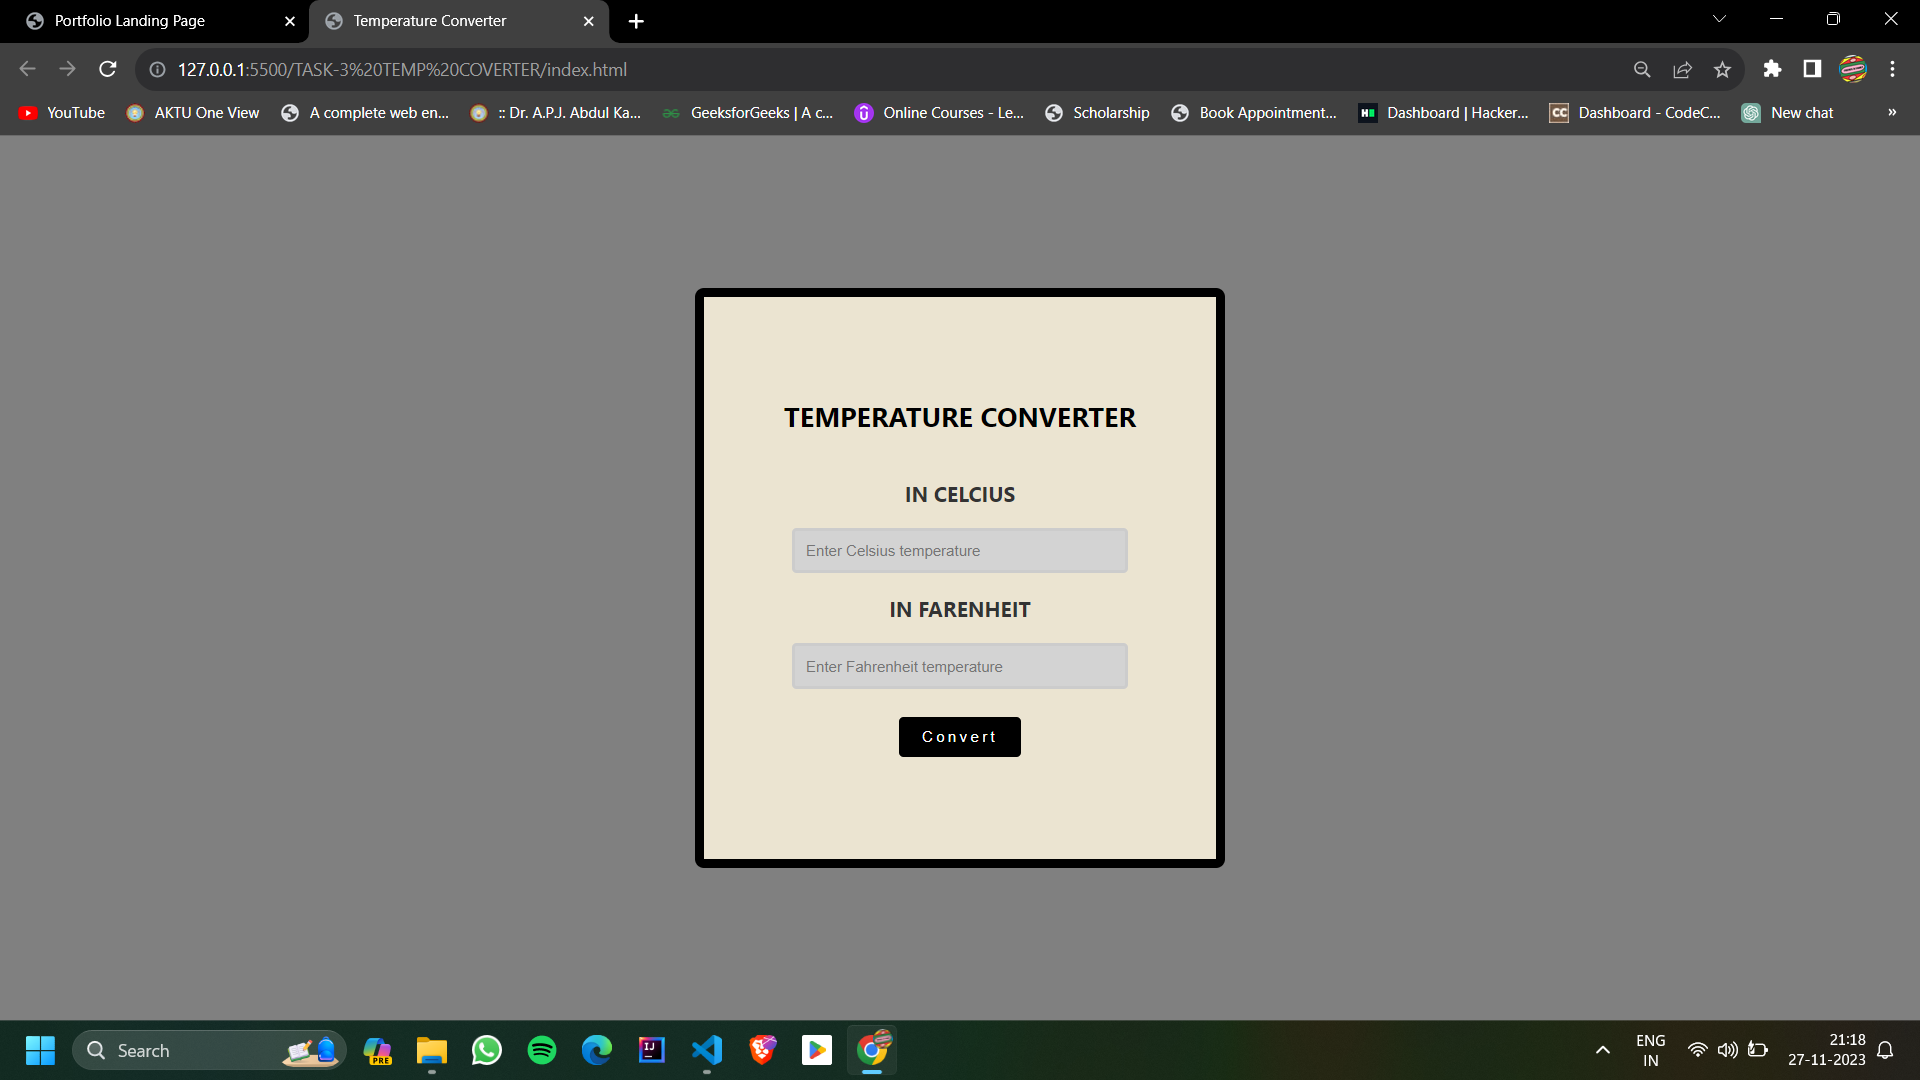 Portfolio Landing Page
Temperature Converter
127.0.0.1:5500/TASK-3%20TEMP%20COVERTER/index.html
YouTube
AKTU One View
A complete web en...
:: Dr. A.P.J. Abdul Ka...
GeeksforGeeks | A c...
Online Courses - Le...
Scholarship
Book Appointment...
Dashboard | Hacker...
CC
Dashboard - CodeC...
New chat
»
TEMPERATURE CONVERTER
IN CELCIUS
Enter Celsius temperature
IN FARENHEIT
Enter Fahrenheit temperature
Convert
Search
PRE
IJ
ENG
IN
21:18
27-11-2023